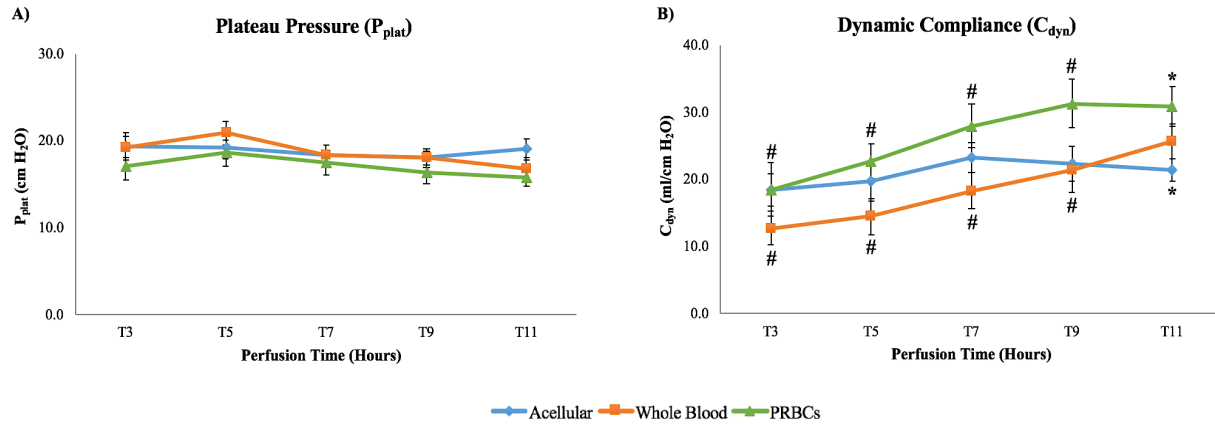 A)
Plateau Pressure (Pplat)
30.0
20.0
10.0
0.0
Pplat (cm H2O)
T3 T5 T7 T9 T11
Perfusion Time (Hours)
B)
Dynamic Compliance (Cdyn)
40.0
30.0
20.0
10.0
0.0
Cdyn (ml/cm H2O)
# # # # *
# # # # *
T3 T5 T7 T9 T11
Perfusion Time (Hours)
Acellular Whole Blood PRBCs